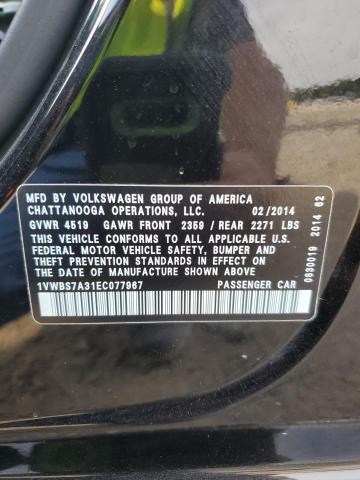 MFD BY VOLKSWAGEN GROUP OF AMERICA
CHATTANOOGA OPERATIONS, LLC. 02/2014
GVWR 4519 GAWR FRONT 2359 / REAR 2271 LBS
THIS VEHICLE CONFORMS TO ALL APPLICABLE U.S.
FEDERAL MOTOR VEHICLE SAFETY, BUMPER AND
THEFT PREVENTION STANDARDS IN EFFECT ON THE
DATE OF MANUFACTURE SHOWN ABOVE.
1VWBS7A31EC077967 PASSENGER CAR
0830019 2014 62